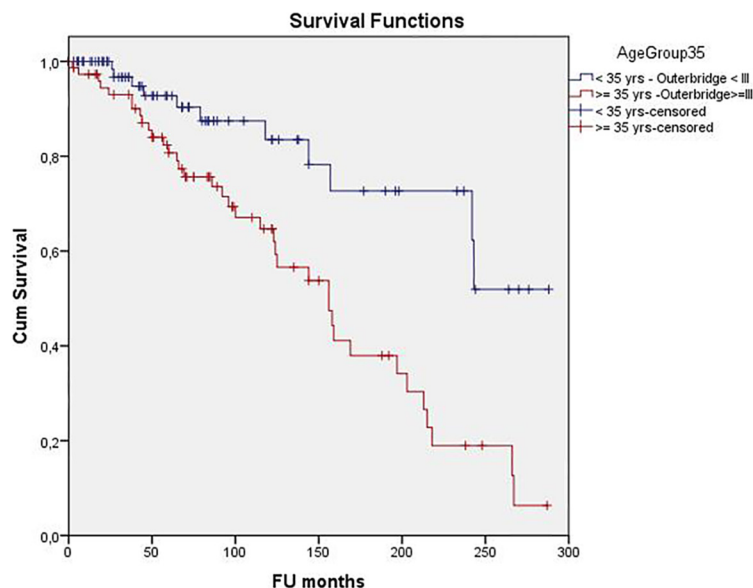 Survival Functions
AgeGroup35
< 35 yrs - Outerbridge < III
>= 35 yrs -Outerbridge>=III
< 35 yrs-censored
>= 35 yrs-censored
Cum Survival
1,0
0,8
0,6
0,4
0,2
0,0
0 50 100 150 200 250 300
FU months